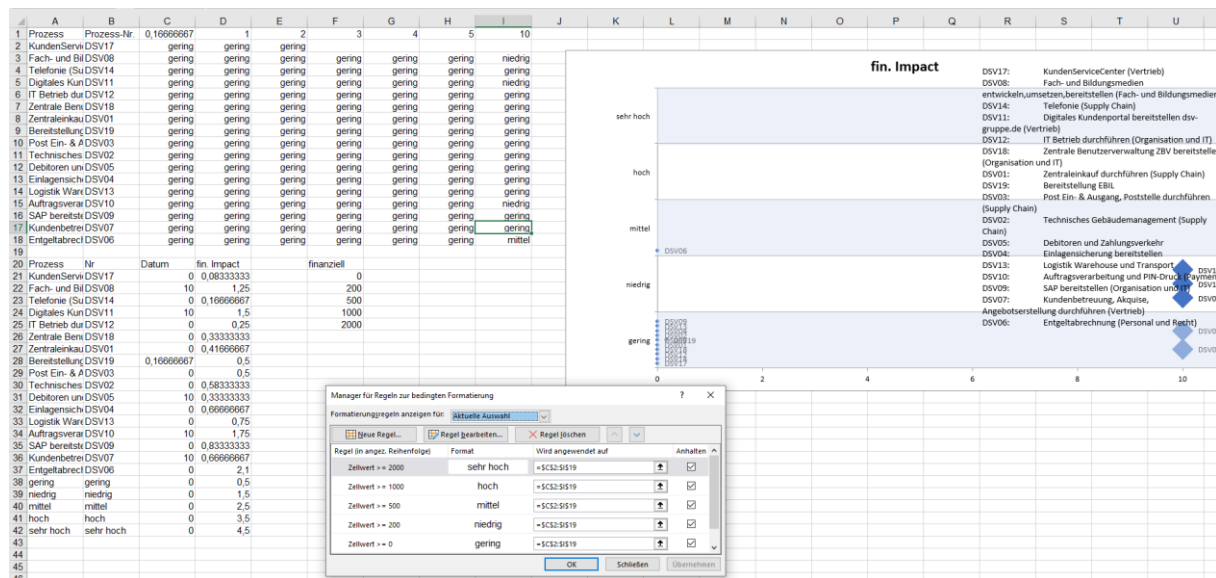 A B C D E F G H I J K L M N O P Q R S T U
1 Prozess Prozess-Nr. 0,16666667 1 2 3 4 5 10
2 KundenServi DSV17 gering gering gering
3 Fach- und Bil DSV08 gering gering gering gering gering gering niedrig
4 Telefonie (Su DSV14 gering gering gering gering gering gering gering
5 Digitales Kun DSV11 gering gering gering gering gering gering niedrig
6 IT Betrieb dur DSV12 gering gering gering gering gering gering gering
7 Zentrale Benu DSV18 gering gering gering gering gering gering gering
8 Zentraleinkau DSV01 gering gering gering gering gering gering gering
9 Bereitstellung DSV19 gering gering gering gering gering gering gering
10 Post Ein- & A DSV03 gering gering gering gering gering gering gering
11 Technisches DSV02 gering gering gering gering gering gering gering
12 Debitoren und DSV05 gering gering gering gering gering gering gering
13 Einlagensich DSV04 gering gering gering gering gering gering gering
14 Logistik Ware DSV13 gering gering gering gering gering gering gering
15 Auftragsverar DSV10 gering gering gering gering gering gering niedrig
16 SAP bereitste DSV09 gering gering gering gering gering gering gering
17 Kundenbetreu DSV07 gering gering gering gering gering gering gering
18 Entgeltabrech DSV06 gering gering gering gering gering gering mittel
19
20 Prozess Nr Datum fin. Impact finanziell
21 KundenServi DSV17 0 0,08333333 0
22 Fach- und Bil DSV08 10 1,25 200
23 Telefonie (Su DSV14 0 0,16666667 500
24 Digitales Kun DSV11 10 1,5 1000
25 IT Betrieb dur DSV12 0 0,25 2000
26 Zentrale Benu DSV18 0 0,33333333
27 Zentraleinkau DSV01 0 0,41666667
28 Bereitstellung DSV19 0,16666667 0,5
29 Post Ein- & A DSV03 0 0,5
30 Technisches DSV02 0 0,58333333
31 Debitoren und DSV05 10 0,33333333
32 Einlagensich DSV04 0 0,66666667
33 Logistik Ware DSV13 0 0,75
34 Auftragsverar DSV10 10 1,75
35 SAP bereitste DSV09 0 0,83333333
36 Kundenbetreu DSV07 10 0,66666667
37 Entgeltabrech DSV06 0 2,1
38 gering gering 0 0,5
39 niedrig niedrig 0 1,5
40 mittel mittel 0 2,5
41 hoch hoch 0 3,5
42 sehr hoch sehr hoch 0 4,5
43
44
45
fin. Impact
sehr hoch
hoch
mittel
niedrig
gering
DSV06
DSV09
DSV17
0 2 4 6 8 10
DSV17: KundenServiceCenter (Vertrieb)
DSV08: Fach- und Bildungsmedien
entwickeln,umsetzen,bereitstellen (Fach- und Bildungsmedien
DSV14: Telefonie (Supply Chain)
DSV11: Digitales Kundenportal bereitstellen dsv-
gruppe.de (Vertrieb)
DSV12: IT Betrieb durchführen (Organisation und IT)
DSV18: Zentrale Benutzerverwaltung ZBV bereitstelle
(Organisation und IT)
DSV01: Zentraleinkauf durchführen (Supply Chain)
DSV19: Bereitstellung EBIL
DSV03: Post Ein- & Ausgang, Poststelle durchführen
(Supply Chain)
DSV02: Technisches Gebäudemanagement (Supply
Chain)
DSV05: Debitoren und Zahlungsverkehr
DSV04: Einlagensicherung bereitstellen
DSV13: Logistik Warehouse und Transport
DSV10: Auftragsverarbeitung und PIN-Druck (Paymen
DSV09: SAP bereitstellen (Organisation und IT)
DSV07: Kundenbetreuung, Akquise,
Angebotserstellung durchführen (Vertrieb)
DSV06: Entgeltabrechnung (Personal und Recht)
DSV1
DSV1
DSV0
DSV0
DSV0
Manager für Regeln zur bedingten Formatierung ? ×
Formatierungsregeln anzeigen für: Aktuelle Auswahl
Neue Regel... Regel bearbeiten... Regel löschen
Regel (in angez. Reihenfolge) Format Wird angewendet auf Anhalten
Zellwert >= 2000 sehr hoch =$C$2:$I$19
Zellwert >= 1000 hoch =$C$2:$I$19
Zellwert >= 500 mittel =$C$2:$I$19
Zellwert >= 200 niedrig =$C$2:$I$19
Zellwert >= 0 gering =$C$2:$I$19
OK Schließen Übernehmen